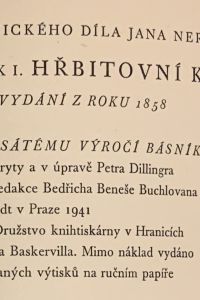 ICKÉHO DÍLA JANA NER
K I. HŘBITOVNÍ K
VYDÁNÍ Z ROKU 1858
SÁTÉMU VÝROČÍ BÁSNÍK
ryty a v úpravě Petra Dillingra
edakce Bedřicha Beneše Buchlovana
dt v Praze 1941
Družstvo knihtiskárny v Hranicích
a Baskervilla. Mimo náklad vydáno
aných výtisků na ručním papíře